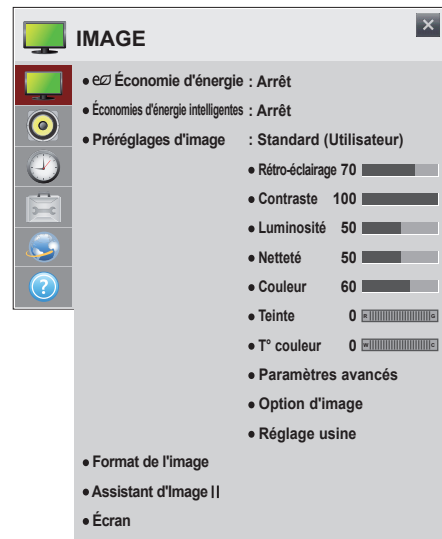 IMAGE
● eco Économie d'énergie : Arrêt
● Économies d'énergie intelligentes : Arrêt
● Préréglages d'image : Standard (Utilisateur)
● Rétro-éclairage 70
● Contraste 100
● Luminosité 50
● Netteté 50
● Couleur 60
● Teinte 0 R G
● T° couleur 0 W C
● Paramètres avancés
● Option d'image
● Réglage usine
● Format de l'image
● Assistant d'Image II
● Écran